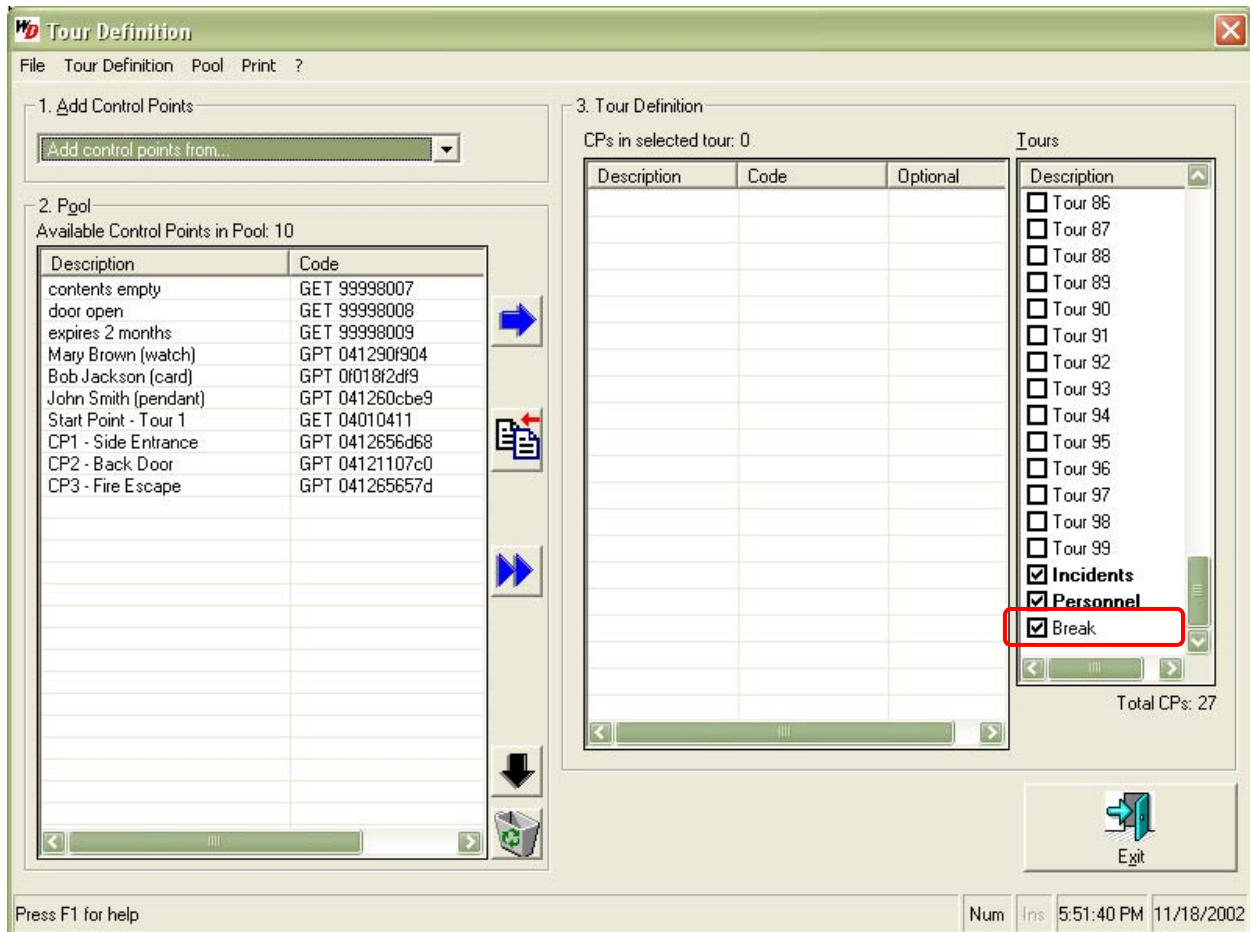 WD Tour Definition
File Tour Definition Pool Print ?
1. Add Control Points
Add control points from...
2. Pool
Available Control Points in Pool: 10
Description Code
contents empty GET 99998007
door open GET 99998008
expires 2 months GET 99998009
Mary Brown (watch) GPT 041290f904
Bob Jackson (card) GPT 0f018f2df9
John Smith (pendant) GPT 041260cbe9
Start Point - Tour 1 GET 04010411
CP1 - Side Entrance GPT 0412656d68
CP2 - Back Door GPT 04121107c0
CP3 - Fire Escape GPT 041265657d
3. Tour Definition
CPs in selected tour: 0
Description Code Optional
Tours
Description
Tour 86
Tour 87
Tour 88
Tour 89
Tour 90
Tour 91
Tour 92
Tour 93
Tour 94
Tour 95
Tour 96
Tour 97
Tour 98
Tour 99
Incidents
Personnel
Break
Total CPs: 27
Exit
Press F1 for help Num Ins 5:51:40 PM 11/18/2002